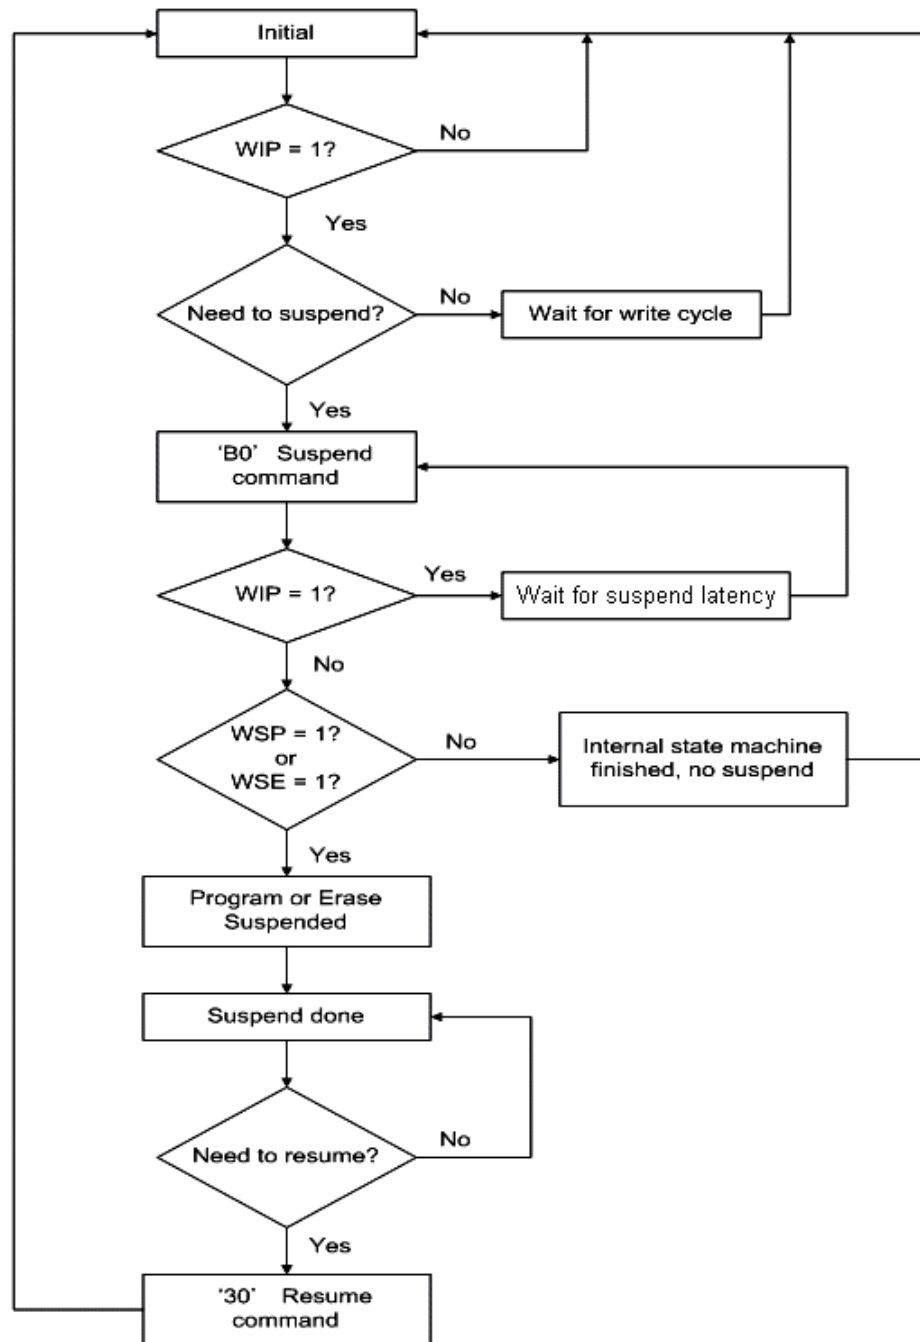 Initial
WIP = 1?
No
Yes
Need to suspend?
No
Wait for write cycle
Yes
‘B0’ Suspend
command
WIP = 1?
Yes
Wait for suspend latency
No
WSP = 1?
or
WSE = 1?
No
Internal state machine
finished, no suspend
Yes
Program or Erase
Suspended
Suspend done
Need to resume?
No
Yes
‘30’ Resume
command